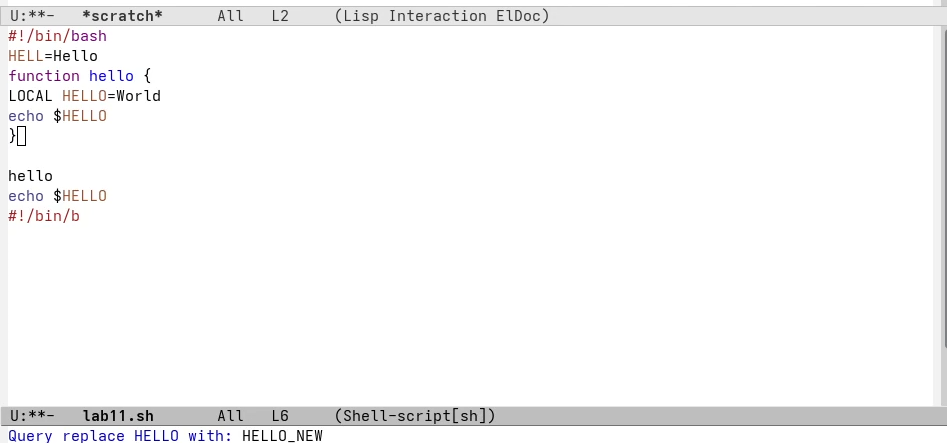 U:**-   *scratch*      All   L2     (Lisp Interaction ElDoc)
#!/bin/bash
HELL=Hello
function hello {
LOCAL HELLO=World
echo $HELLO
}
hello
echo $HELLO
#!/bin/b
U:**-   lab11.sh       All   L6     (Shell-script[sh])
Query replace HELLO with: HELLO_NEW